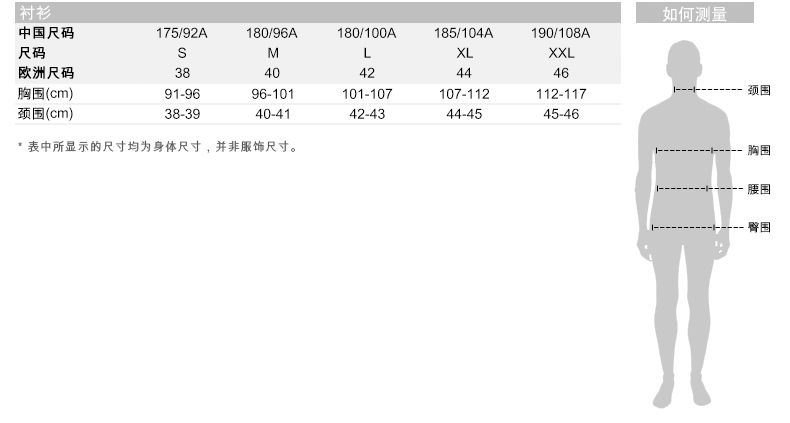 衬衫
中国尺码 175/92A 180/96A 180/100A 185/104A 190/108A
尺码 S M L XL XXL
欧洲尺码 38 40 42 44 46
胸围(cm) 91-96 96-101 101-107 107-112 112-117
颈围(cm) 38-39 40-41 42-43 44-45 45-46
* 表中所显示的尺寸均为身体尺寸，并非服饰尺寸。
如何测量
颈围
胸围
腰围
臀围